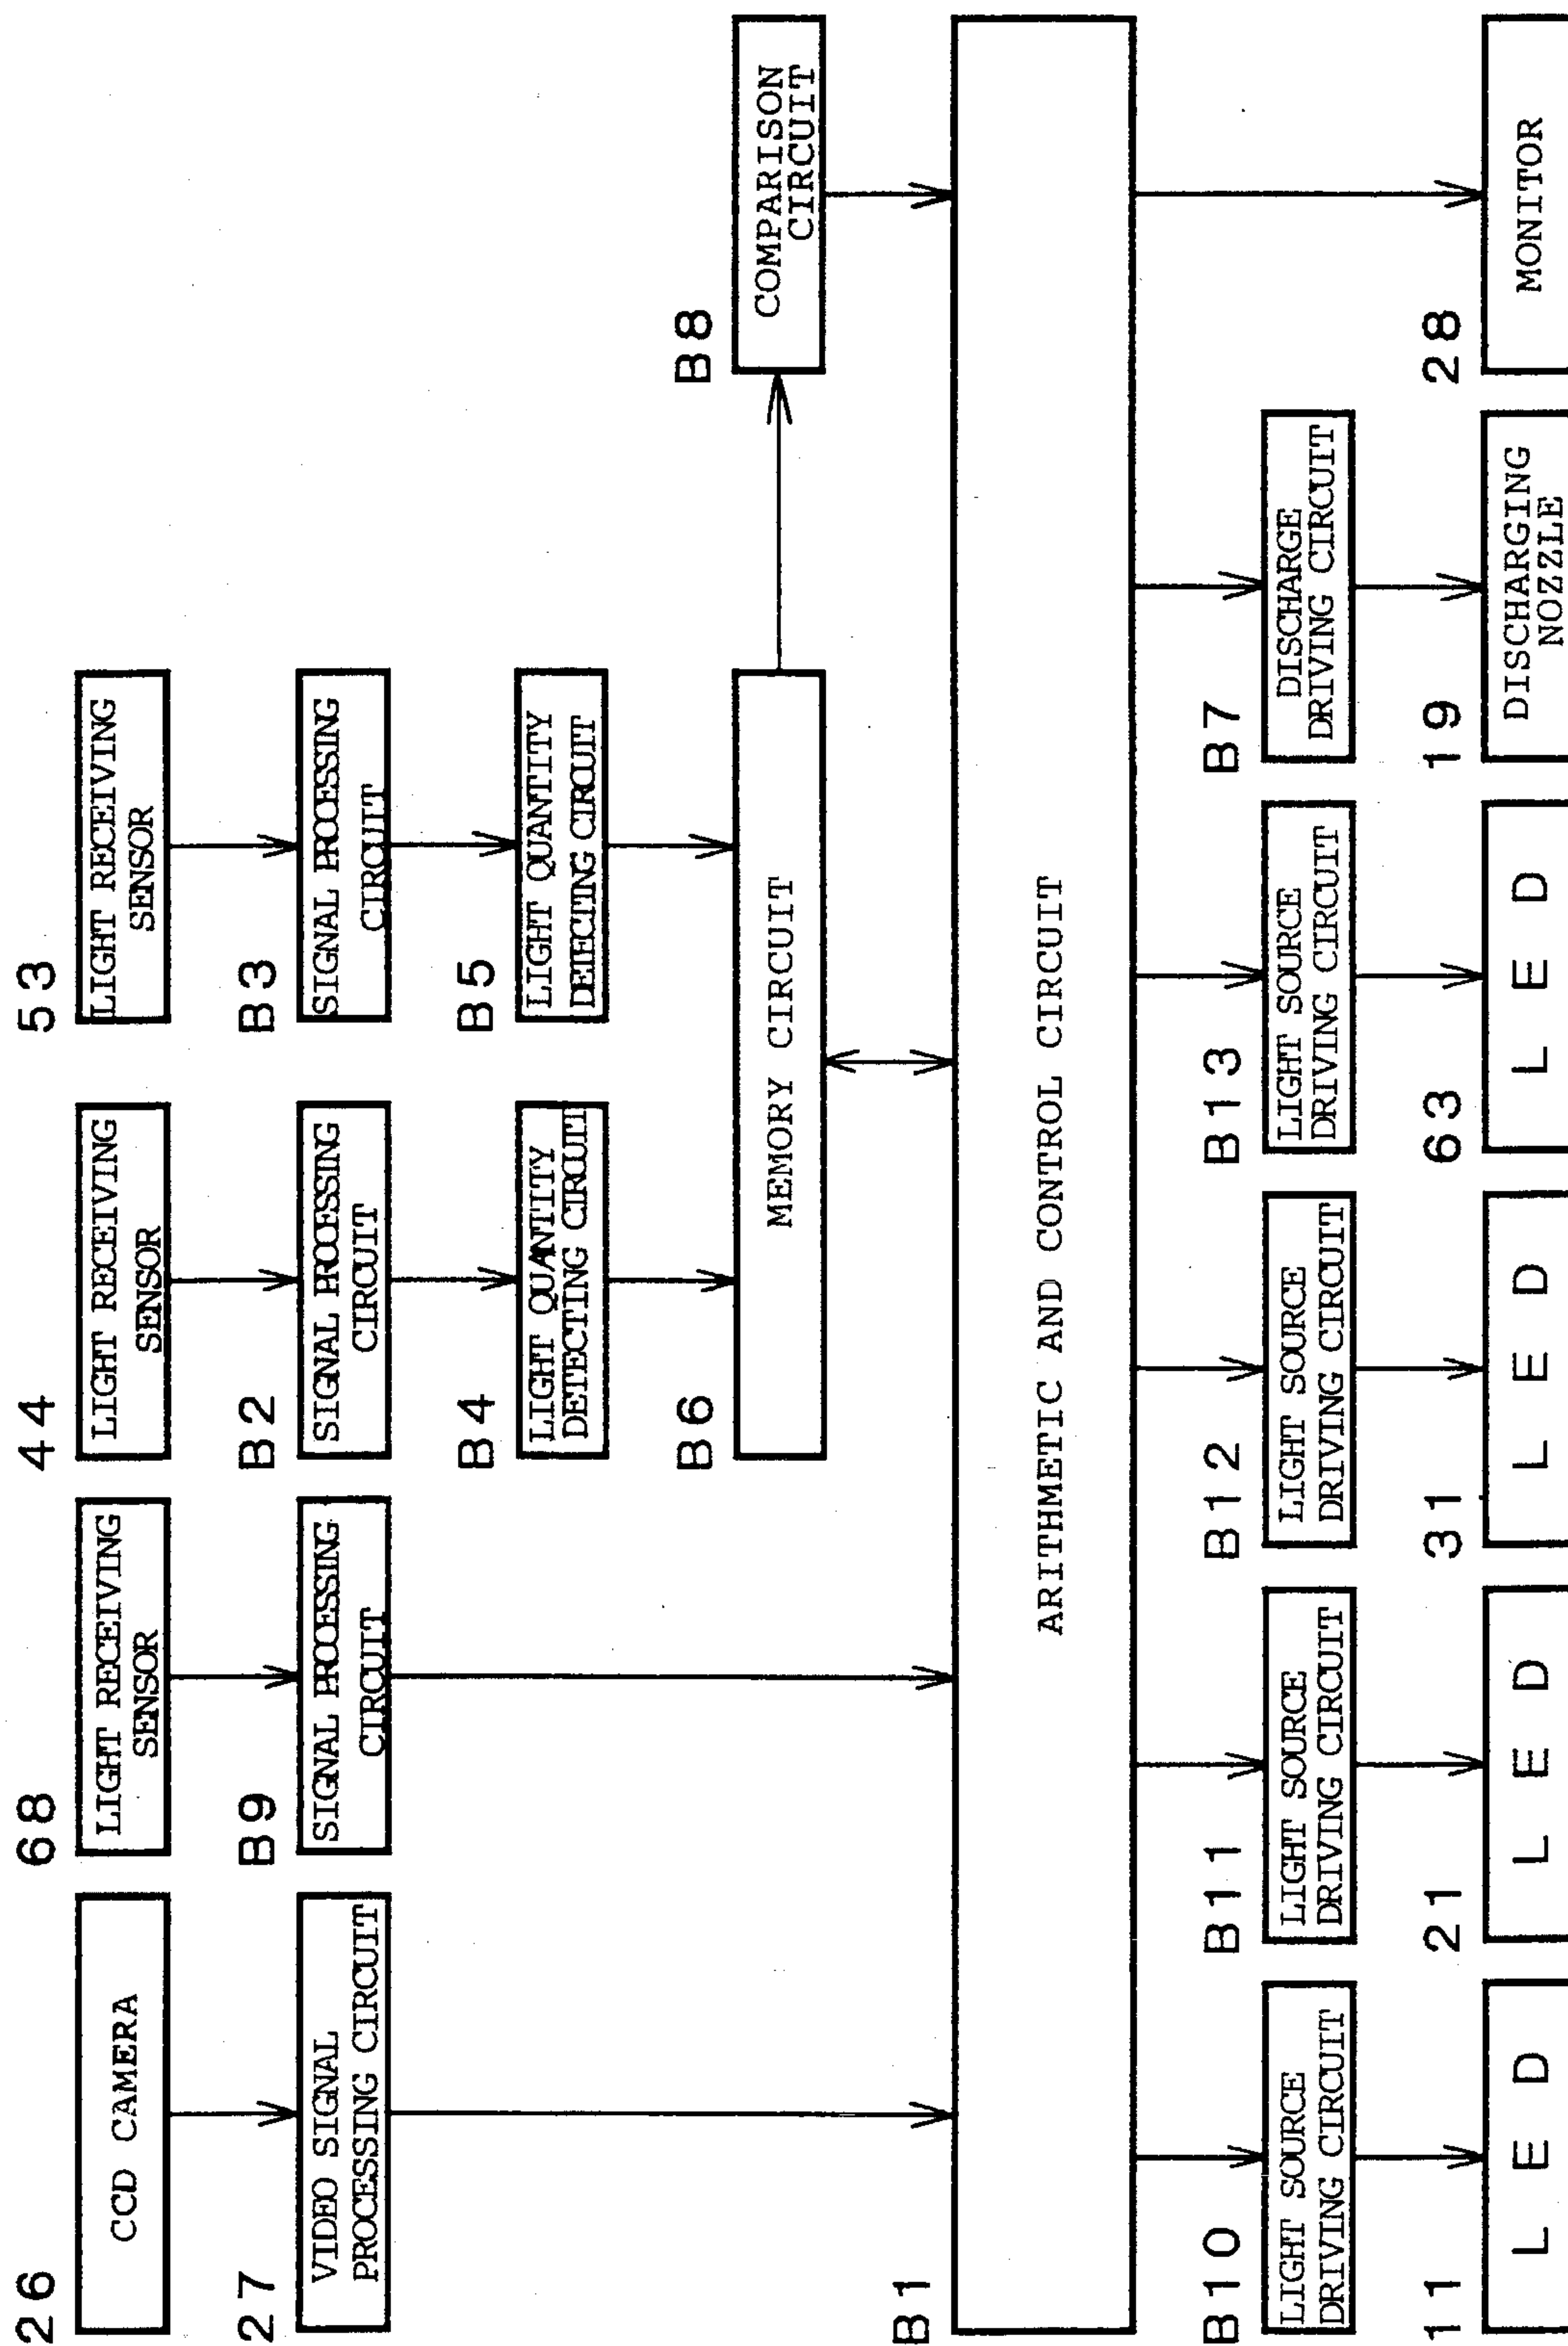 26
CCD CAMERA
68
LIGHT RECEIVING
SENSOR
44
LIGHT RECEIVING
SENSOR
53
LIGHT RECEIVING
SENSOR
27
VIDEO SIGNAL
PROCESSING CIRCUIT
B9
SIGNAL PROCESSING
CIRCUIT
B2
SIGNAL PROCESSING
CIRCUIT
B3
SIGNAL PROCESSING
CIRCUIT
B4
LIGHT QUANTITY
DETECTING CIRCUIT
B5
LIGHT QUANTITY
DETECTING CIRCUIT
B6
MEMORY CIRCUIT
B8
COMPARISON
CIRCUIT
B1
ARITHMETIC AND CONTROL CIRCUIT
B10
LIGHT SOURCE
DRIVING CIRCUIT
B11
LIGHT SOURCE
DRIVING CIRCUIT
B12
LIGHT SOURCE
DRIVING CIRCUIT
B13
LIGHT SOURCE
DRIVING CIRCUIT
B7
DISCHARGE
DRIVING CIRCUIT
11
LED
21
LED
31
LED
63
LED
19
DISCHARGING
NOZZLE
28
MONITOR